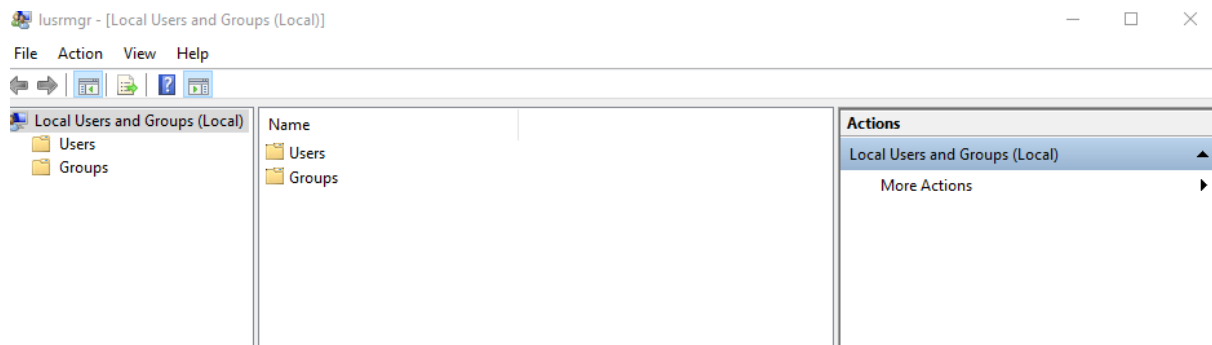 lusrmgr - [Local Users and Groups (Local)]
File Action View Help
Local Users and Groups (Local)
Users
Groups
Name
Users
Groups
Actions
Local Users and Groups (Local)
More Actions